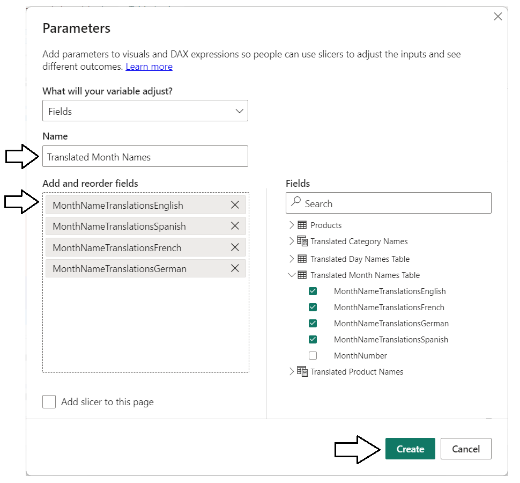 Parameters
Add parameters to visuals and DAX expressions so people can use slicers to adjust the inputs and see
different outcomes. Learn more
What will your variable adjust?
Fields
Name
Translated Month Names
Add and reorder fields
MonthNameTranslationsEnglish
MonthNameTranslationsSpanish
MonthNameTranslationsFrench
MonthNameTranslationsGerman
Add slicer to this page
Fields
Search
Products
Translated Category Names
Translated Day Names Table
Translated Month Names Table
MonthNameTranslationsEnglish
MonthNameTranslationsFrench
MonthNameTranslationsGerman
MonthNameTranslationsSpanish
MonthNumber
Translated Product Names
Create
Cancel